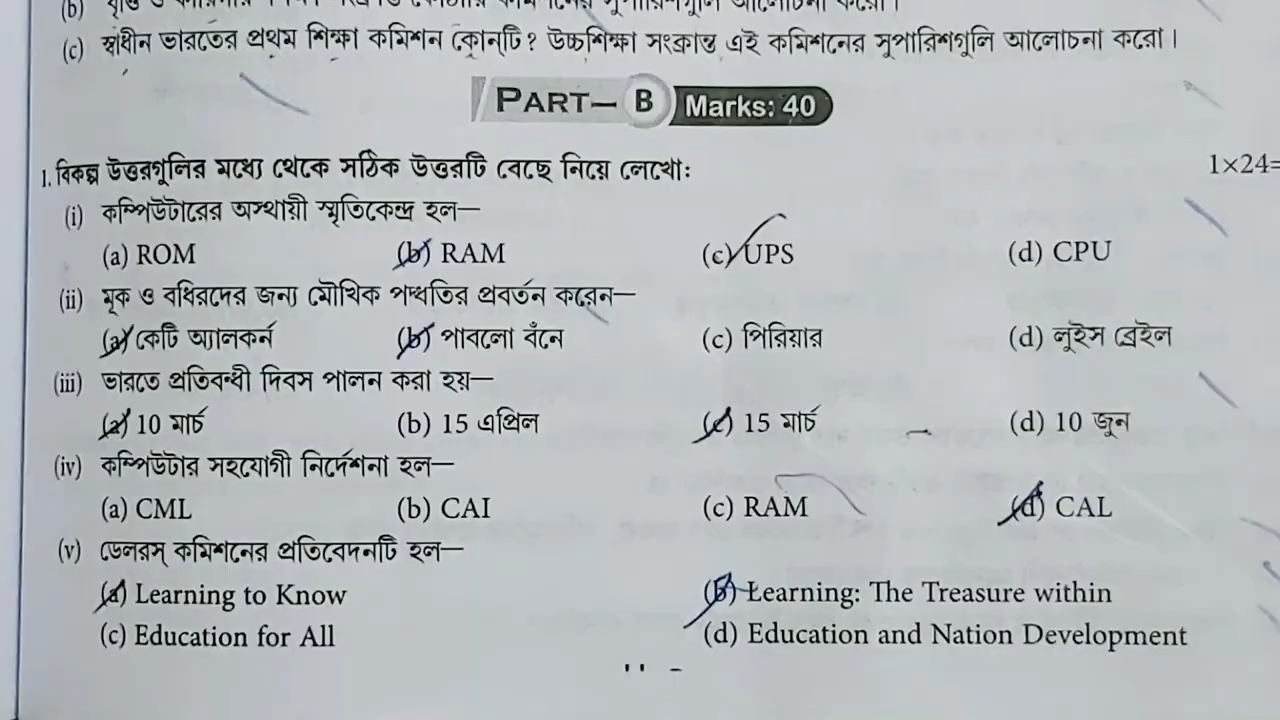 (c) স্বাধীন ভারতের প্রথম শিক্ষা কমিশন কোন্‌টি? উচ্চশিক্ষা সংক্রান্ত এই কমিশনের সুপারিশগুলি আলোচনা করো।
PART– B Marks: 40
1. বিকল্প উত্তরগুলির মধ্যে থেকে সঠিক উত্তরটি বেছে নিয়ে লেখো: 1×24=
(i) কম্পিউটারের অস্থায়ী স্মৃতিকেন্দ্র হল—
(a) ROM (b) RAM (c) UPS (d) CPU
(ii) মূক ও বধিরদের জন্য মৌখিক পদ্ধতির প্রবর্তন করেন—
(a) কেটি অ্যালকর্ন (b) পাবলো বঁনে (c) পিরিয়ার (d) লুইস ব্রেইল
(iii) ভারতে প্রতিবন্ধী দিবস পালন করা হয়—
(a) 10 মার্চ (b) 15 এপ্রিল (c) 15 মার্চ (d) 10 জুন
(iv) কম্পিউটার সহযোগী নির্দেশনা হল—
(a) CML (b) CAI (c) RAM (d) CAL
(v) ডেলরস্ কমিশনের প্রতিবেদনটি হল—
(a) Learning to Know (b) Learning: The Treasure within
(c) Education for All (d) Education and Nation Development